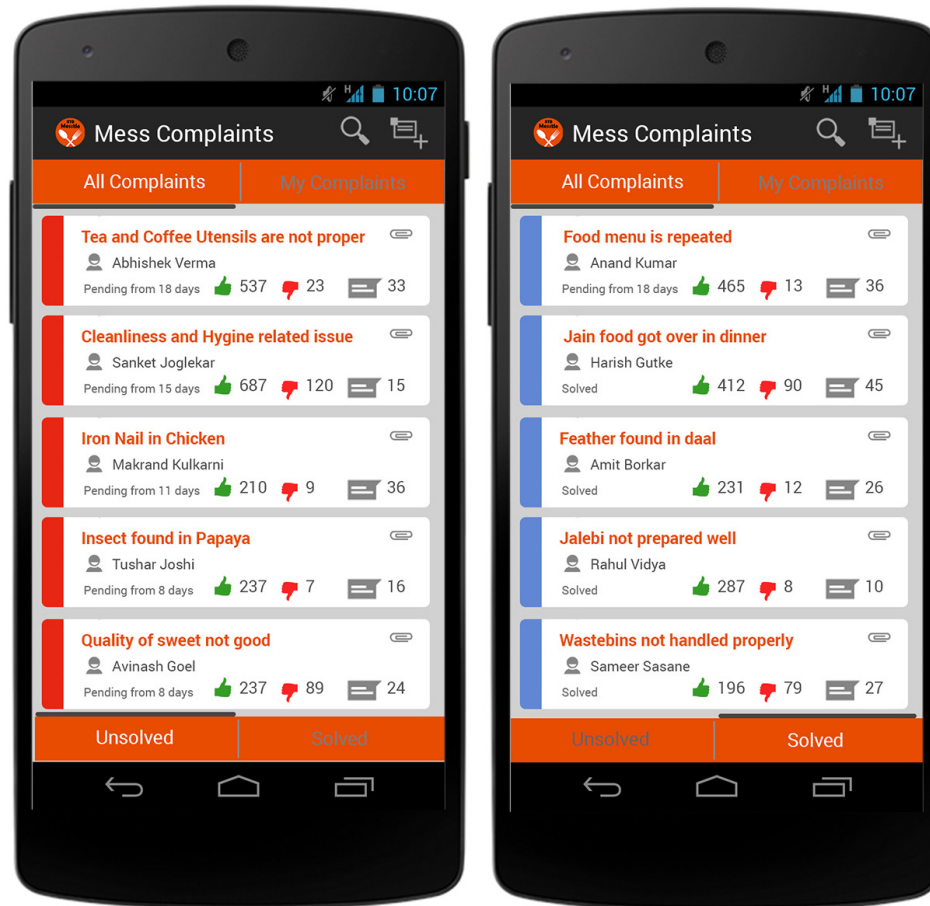 10:07
Mess Complaints
All Complaints
My Complaints
Tea and Coffee Utensils are not proper
Abhishek Verma
Pending from 18 days 537 23 33
Cleanliness and Hygine related issue
Sanket Joglekar
Pending from 15 days 687 120 15
Iron Nail in Chicken
Makrand Kulkarni
Pending from 11 days 210 9 36
Insect found in Papaya
Tushar Joshi
Pending from 8 days 237 7 16
Quality of sweet not good
Avinash Goel
Pending from 8 days 237 89 24
Unsolved
Solved
H
10:07
Mess Complaints
All Complaints
My Complaints
Food menu is repeated
Anand Kumar
Pending from 18 days 465 13 36
Jain food got over in dinner
Harish Gutke
Solved 412 90 45
Feather found in daal
Amit Borkar
Solved 231 12 26
Jalebi not prepared well
Rahul Vidya
Solved 287 8 10
Wastebins not handled properly
Sameer Sasane
Solved 196 79 27
Unsolved
Solved